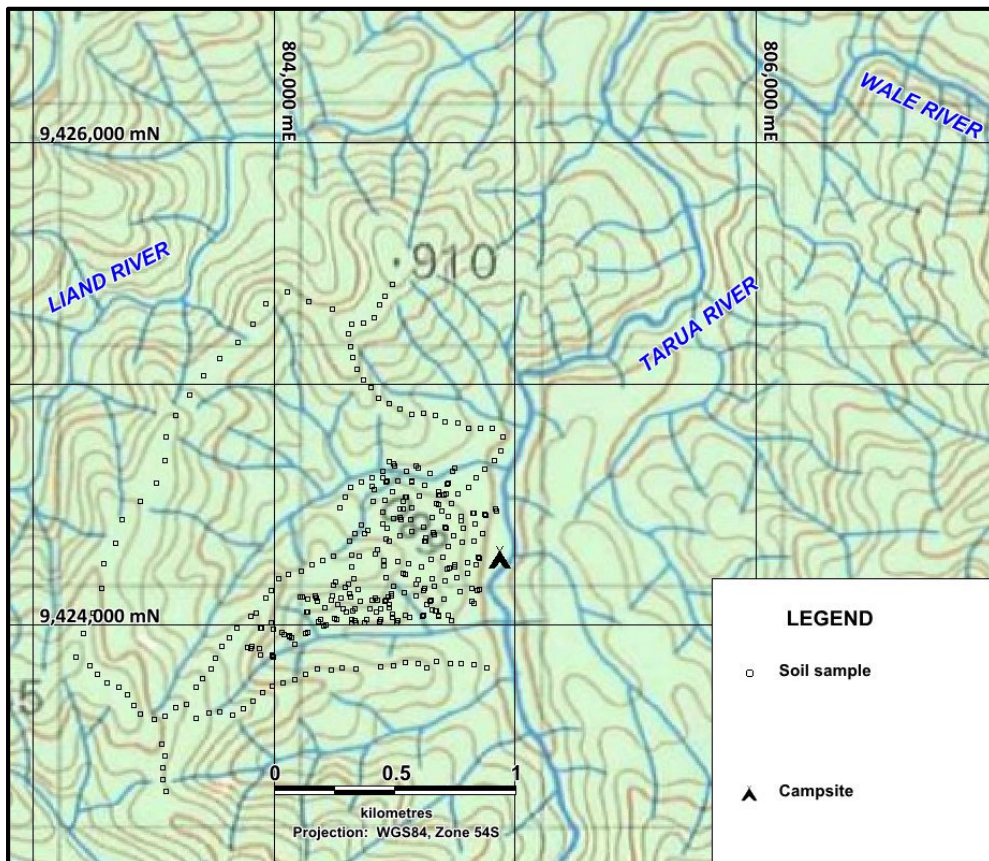 804,000 mE
806,000 mE
WALE RIVER
9,426,000 mN
910
LIAND RIVER
TARUA RIVER
9,424,000 mN
5
LEGEND
Soil sample
Campsite
0 0.5 1
kilometres
Projection: WGS84, Zone 54S